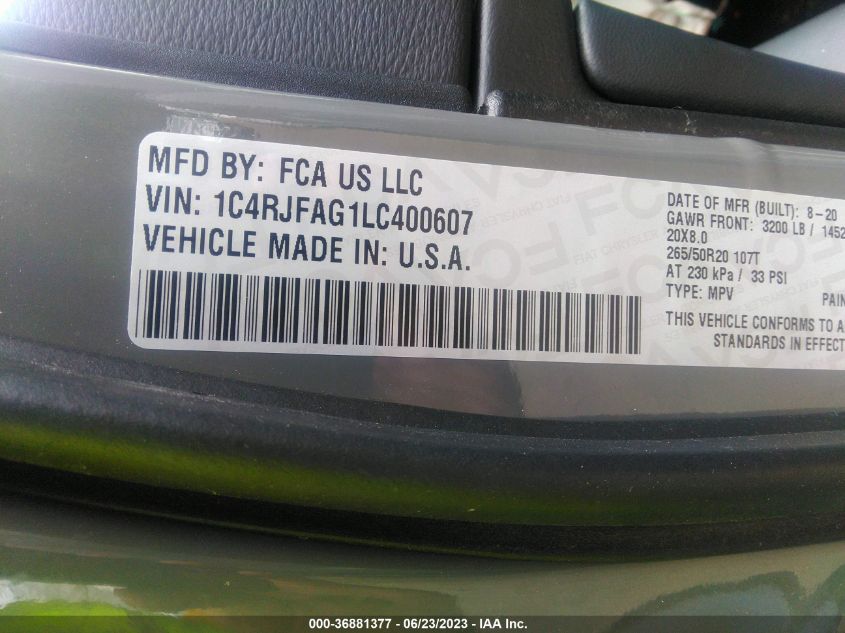 MFD BY: FCA US LLC
VIN: 1C4RJFAG1LC400607
VEHICLE MADE IN: U.S.A.
DATE OF MFR (BUILT): 8-20
GAWR FRONT: 3200 LB / 1452
20X8.0
265/50R20 107T
AT 230 kPa / 33 PSI
TYPE: MPV PAIN
THIS VEHICLE CONFORMS TO A
STANDARDS IN EFFECT
000-36881377 - 06/23/2023 - IAA Inc.